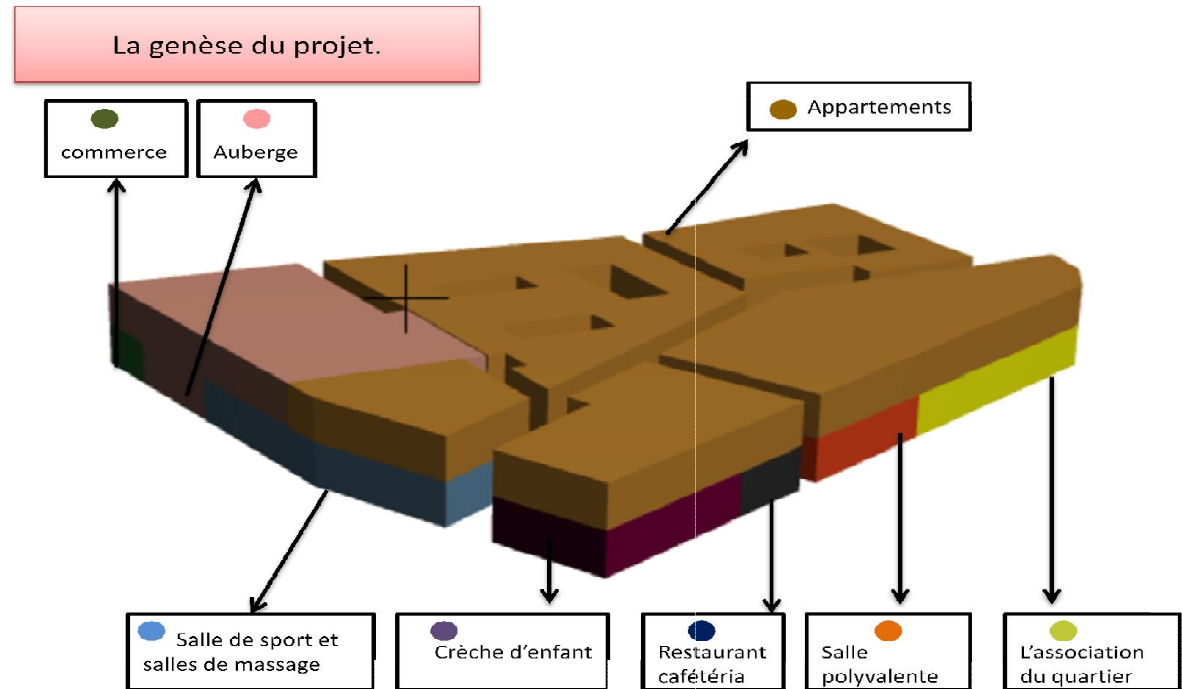 La genèse du projet.
commerce
Auberge
Appartements
Salle de sport et
salles de massage
Crèche d'enfant
Restaurant
cafétéria
Salle
polyvalente
L'association
du quartier